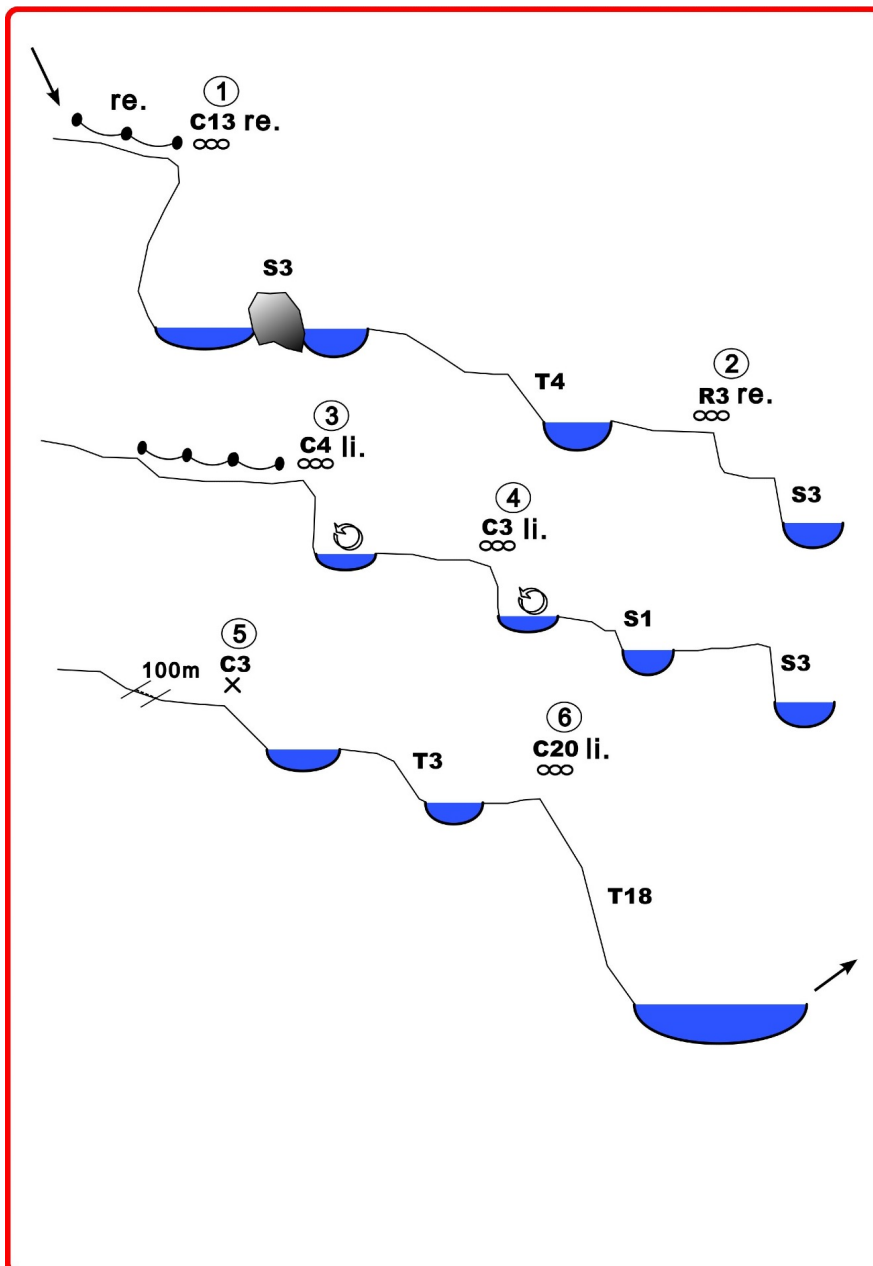 1
re.
C13 re.
S3
T4
2
R3 re.
S3
3
C4 li.
4
C3 li.
S1
S3
5
C3
100m
T3
6
C20 li.
T18